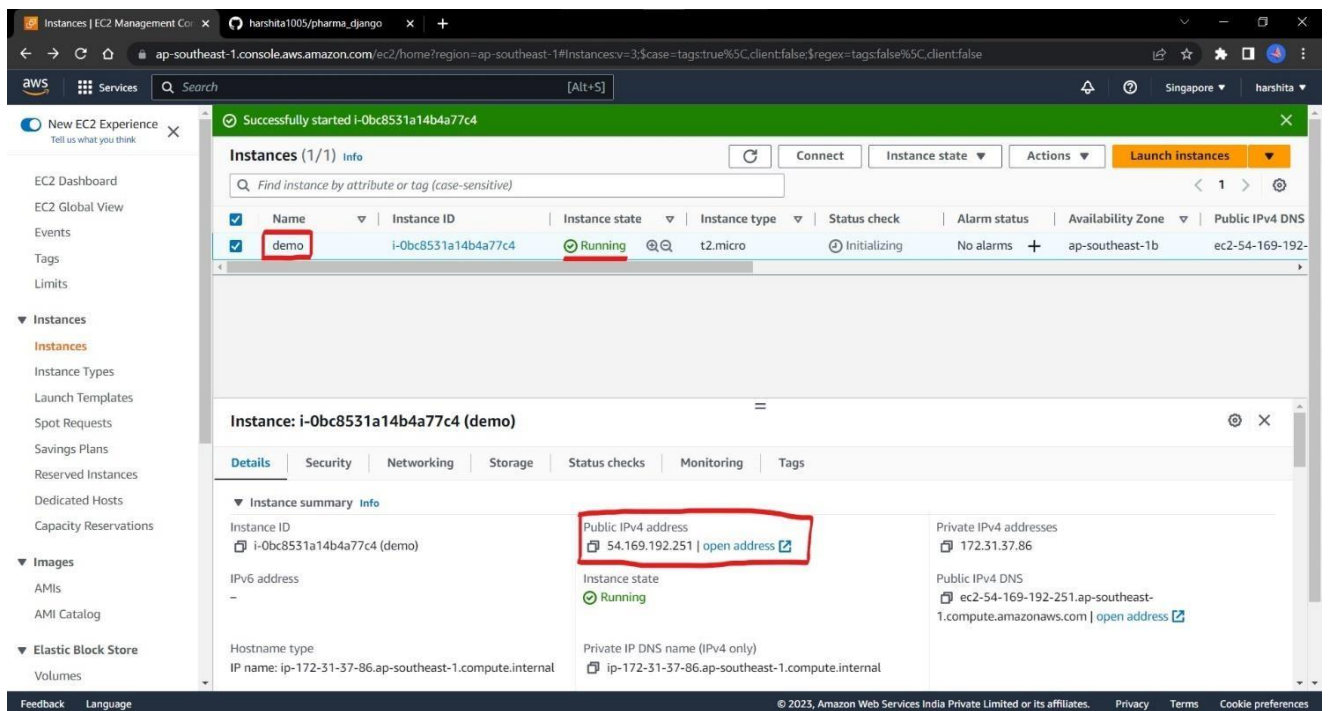 Instances | EC2 Management Cor
harshita1005/pharma_django
ap-southeast-1.console.aws.amazon.com/ec2/home?region=ap-southeast-1#Instances:v=3;$case=tags:true%5C,client:false;$regex=tags:false%5C,client:false
aws Services Search [Alt+S] Singapore harshita
New EC2 Experience
Tell us what you think
EC2 Dashboard
EC2 Global View
Events
Tags
Limits
Instances
Instances
Instance Types
Launch Templates
Spot Requests
Savings Plans
Reserved Instances
Dedicated Hosts
Capacity Reservations
Images
AMIs
AMI Catalog
Elastic Block Store
Volumes
Successfully started i-0bc8531a14b4a77c4
Instances (1/1) Info Connect Instance state Actions Launch instances
Find instance by attribute or tag (case-sensitive) 1
Name Instance ID Instance state Instance type Status check Alarm status Availability Zone Public IPv4 DNS
demo i-0bc8531a14b4a77c4 Running t2.micro Initializing No alarms + ap-southeast-1b ec2-54-169-192-
Instance: i-0bc8531a14b4a77c4 (demo)
Details Security Networking Storage Status checks Monitoring Tags
Instance summary Info
Instance ID Public IPv4 address Private IPv4 addresses
i-0bc8531a14b4a77c4 (demo) 54.169.192.251 | open address 172.31.37.86
IPv6 address Instance state Public IPv4 DNS
– Running ec2-54-169-192-251.ap-southeast-
1.compute.amazonaws.com | open address
Hostname type Private IP DNS name (IPv4 only)
IP name: ip-172-31-37-86.ap-southeast-1.compute.internal ip-172-31-37-86.ap-southeast-1.compute.internal
Feedback Language © 2023, Amazon Web Services India Private Limited or its affiliates. Privacy Terms Cookie preferences